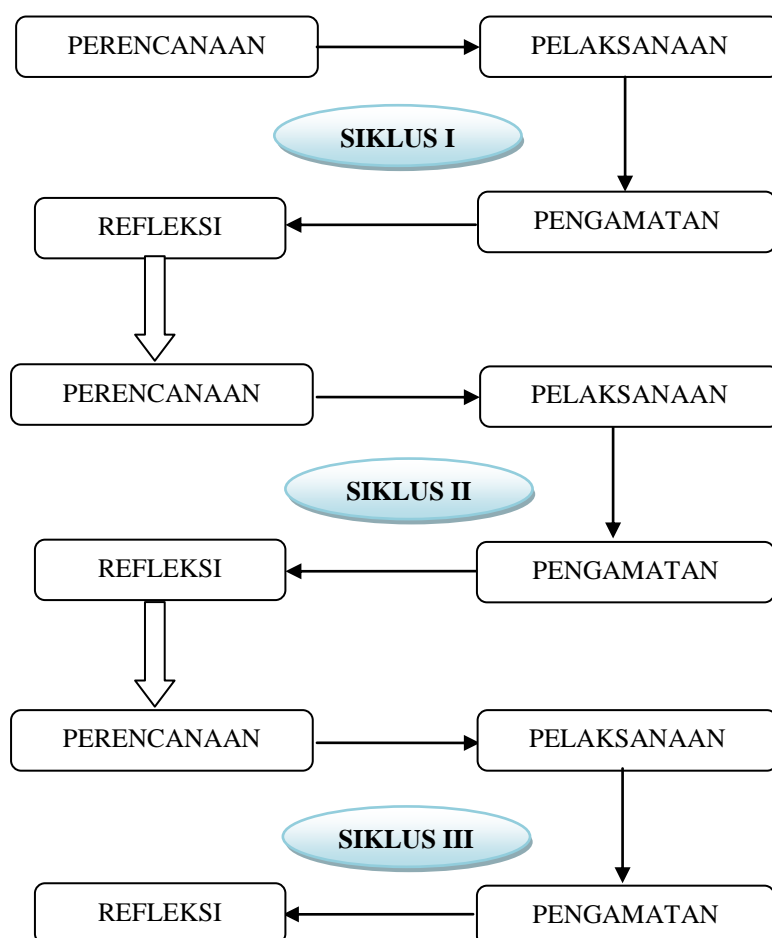 PERENCANAAN
PELAKSANAAN
SIKLUS I
REFLEKSI
PENGAMATAN
PERENCANAAN
PELAKSANAAN
SIKLUS II
REFLEKSI
PENGAMATAN
PERENCANAAN
PELAKSANAAN
SIKLUS III
REFLEKSI
PENGAMATAN